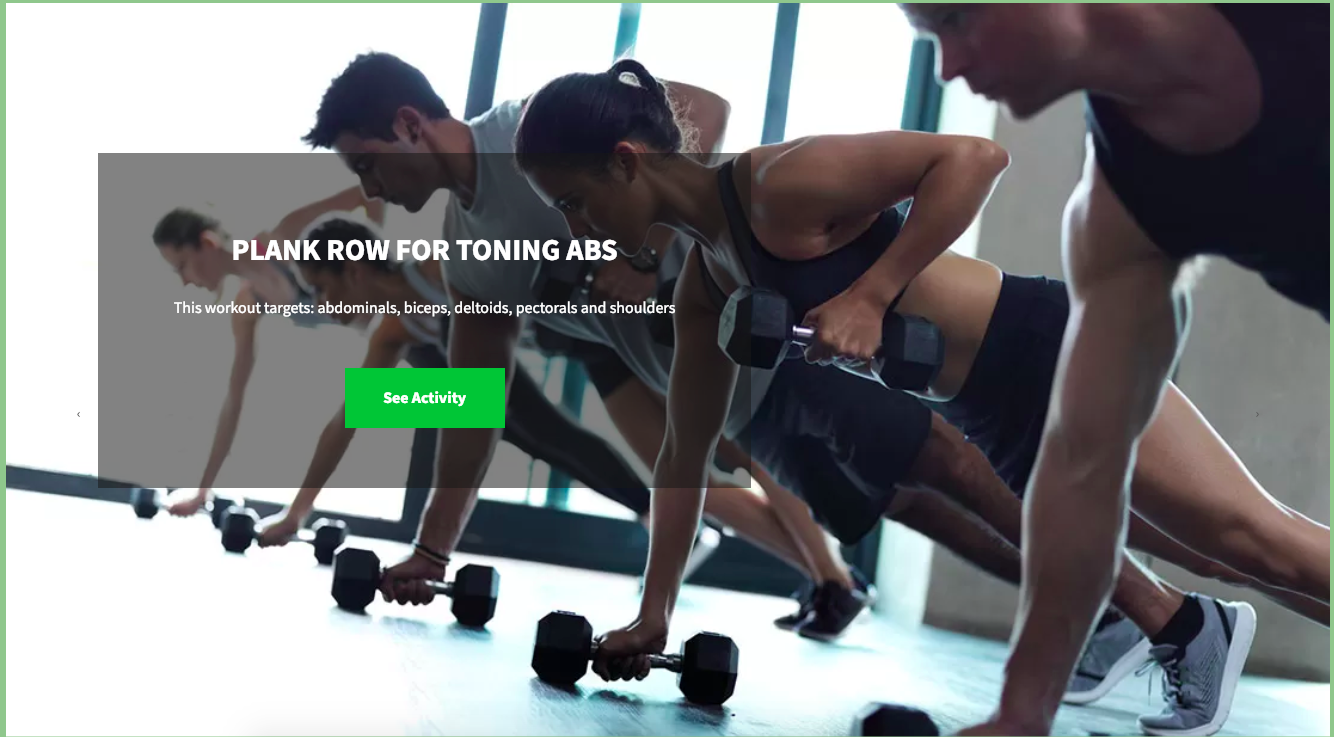 PLANK ROW FOR TONING ABS
This workout targets: abdominals, biceps, deltoids, pectorals and shoulders
See Activity